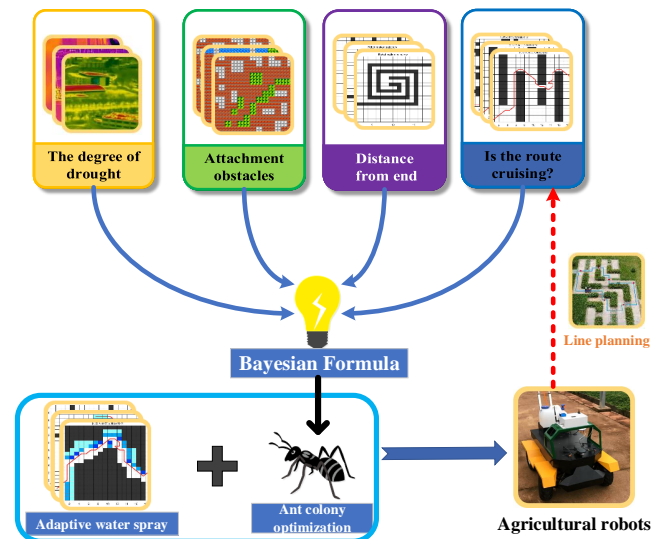 The degree of
drought
Attachment
obstacles
Distance
from end
Is the route
cruising?
Line planning
Bayesian Formula
Adaptive water spray
Ant colony
optimization
Agricultural robots